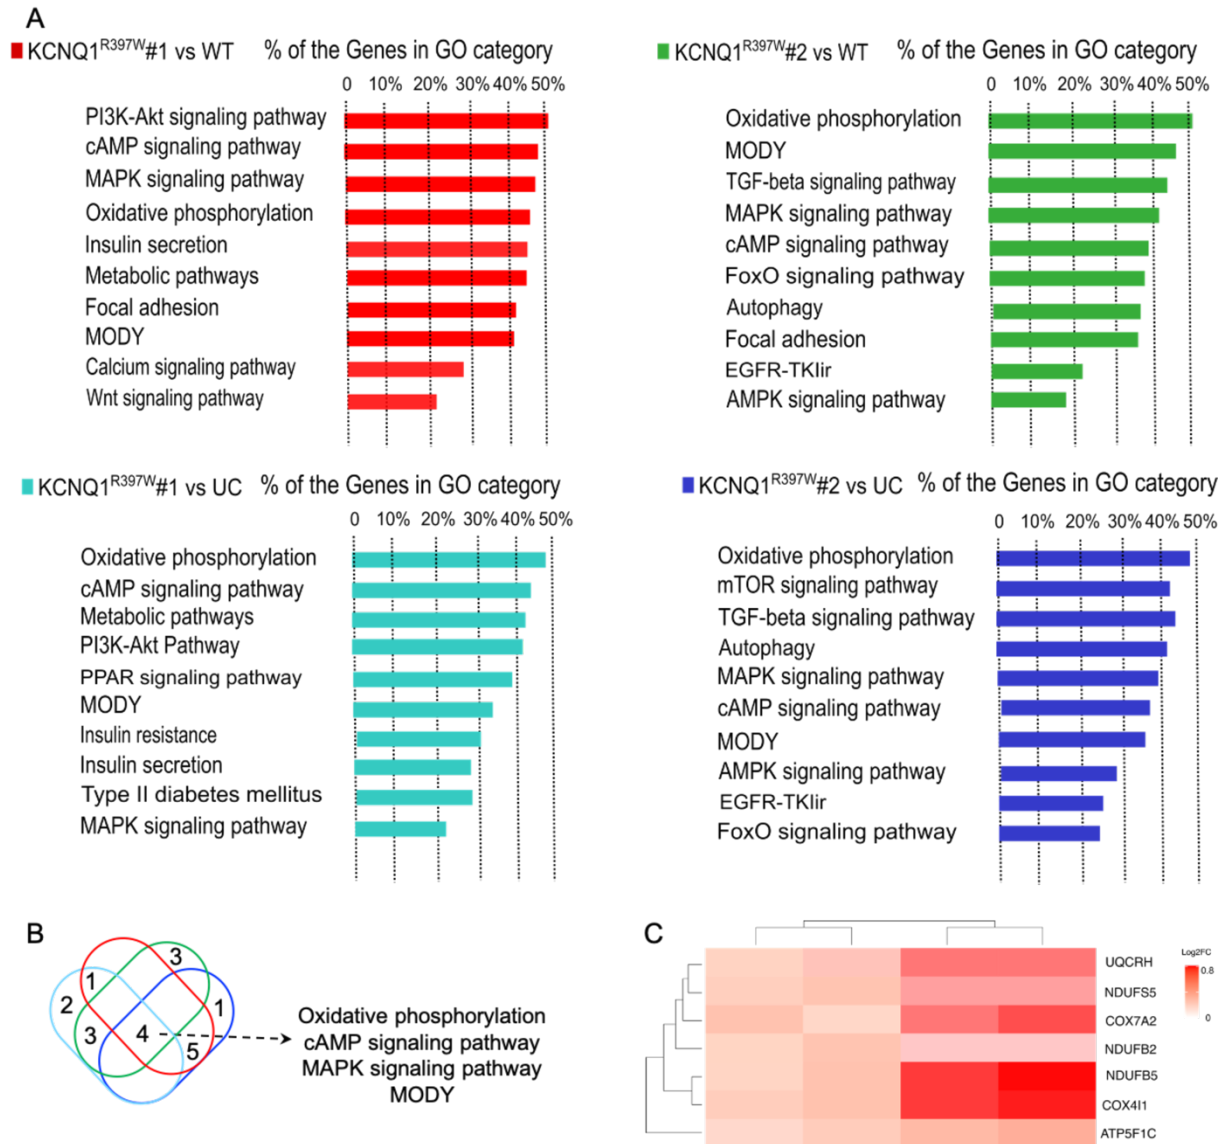 A
KCNQ1R397W#1 vs WT % of the Genes in GO category
0 10% 20% 30% 40% 50%
PI3K-Akt signaling pathway
cAMP signaling pathway
MAPK signaling pathway
Oxidative phosphorylation
Insulin secretion
Metabolic pathways
Focal adhesion
MODY
Calcium signaling pathway
Wnt signaling pathway
KCNQ1R397W#2 vs WT % of the Genes in GO category
0 10% 20% 30% 40% 50%
Oxidative phosphorylation
MODY
TGF-beta signaling pathway
MAPK signaling pathway
cAMP signaling pathway
FoxO signaling pathway
Autophagy
Focal adhesion
EGFR-TKIir
AMPK signaling pathway
KCNQ1R397W#1 vs UC % of the Genes in GO category
0 10% 20% 30% 40% 50%
Oxidative phosphorylation
cAMP signaling pathway
Metabolic pathways
PI3K-Akt Pathway
PPAR signaling pathway
MODY
Insulin resistance
Insulin secretion
Type II diabetes mellitus
MAPK signaling pathway
KCNQ1R397W#2 vs UC % of the Genes in GO category
0 10% 20% 30% 40% 50%
Oxidative phosphorylation
mTOR signaling pathway
TGF-beta signaling pathway
Autophagy
MAPK signaling pathway
cAMP signaling pathway
MODY
AMPK signaling pathway
EGFR-TKIir
FoxO signaling pathway
B
3
1
2
1
3
4
5
Oxidative phosphorylation
cAMP signaling pathway
MAPK signaling pathway
MODY
C
UQCRH
NDUFS5
COX7A2
NDUFB2
NDUFB5
COX4I1
ATP5F1C
Log2FC
0.8
0